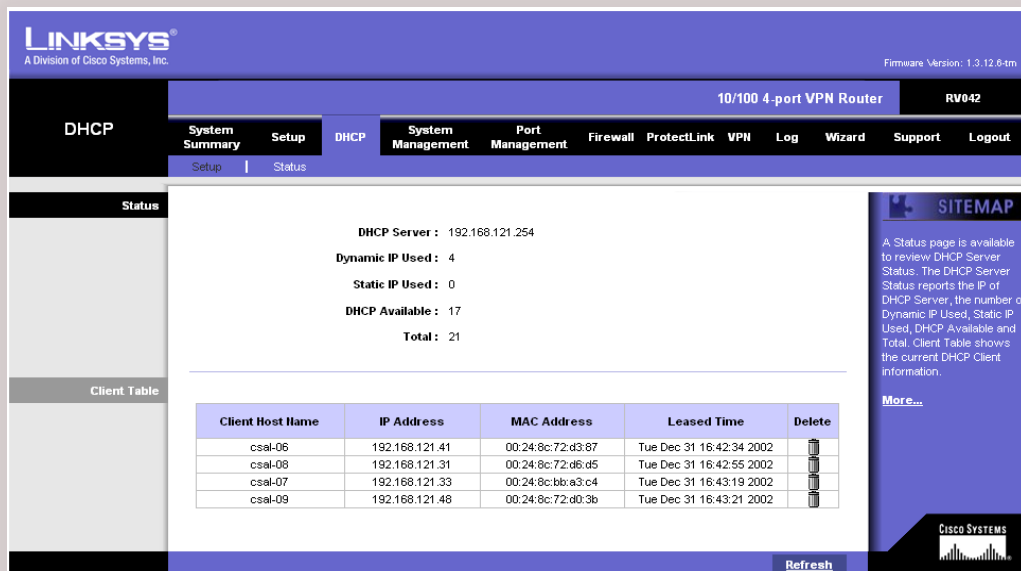 LINKSYS®
A Division of Cisco Systems, Inc.
Firmware Version: 1.3.12.6-tm
10/100 4-port VPN Router
RV042
DHCP
System Summary
Setup
DHCP
System Management
Port Management
Firewall
ProtectLink
VPN
Log
Wizard
Support
Logout
Setup | Status
Status
DHCP Server : 192.168.121.254
Dynamic IP Used : 4
Static IP Used : 0
DHCP Available : 17
Total : 21
SITEMAP
A Status page is available
to review DHCP Server
Status. The DHCP Server
Status reports the IP of
DHCP Server, the number
Dynamic IP Used, Static IP
Used, DHCP Available and
Total. Client Table shows
the current DHCP Client
information.
More...
Client Table
Client Host Name IP Address MAC Address Leased Time Delete
csal-06 192.168.121.41 00:24:8c:72:d3:87 Tue Dec 31 16:42:34 2002
csal-08 192.168.121.31 00:24:8c:72:d6:d5 Tue Dec 31 16:42:55 2002
csal-07 192.168.121.33 00:24:8c:bb:a3:c4 Tue Dec 31 16:43:19 2002
csal-09 192.168.121.48 00:24:8c:72:d0:3b Tue Dec 31 16:43:21 2002
Refresh
CISCO SYSTEMS